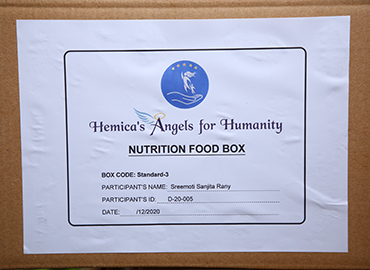 Hemica's Angels for Humanity
NUTRITION FOOD BOX
BOX CODE: Standard-3
PARTICIPANT'S NAME: Sreemoti Sanjita Rany
PARTICIPANT'S ID: D-20-005
DATE: /12/2020